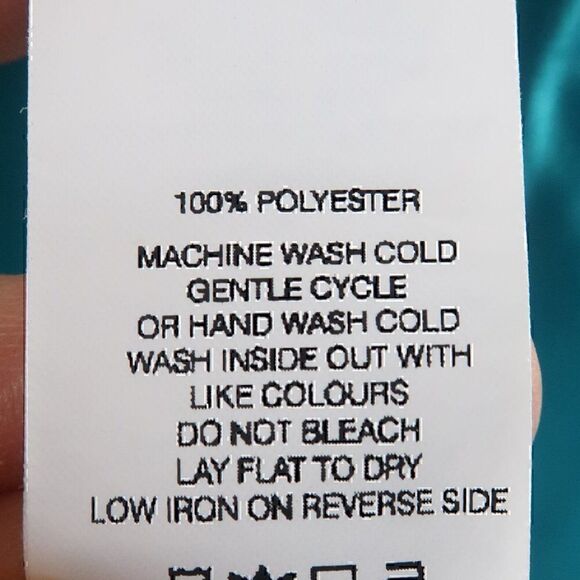 100% POLYESTER
MACHINE WASH COLD
GENTLE CYCLE
OR HAND WASH COLD
WASH INSIDE OUT WITH
LIKE COLOURS
DO NOT BLEACH
LAY FLAT TO DRY
LOW IRON ON REVERSE SIDE